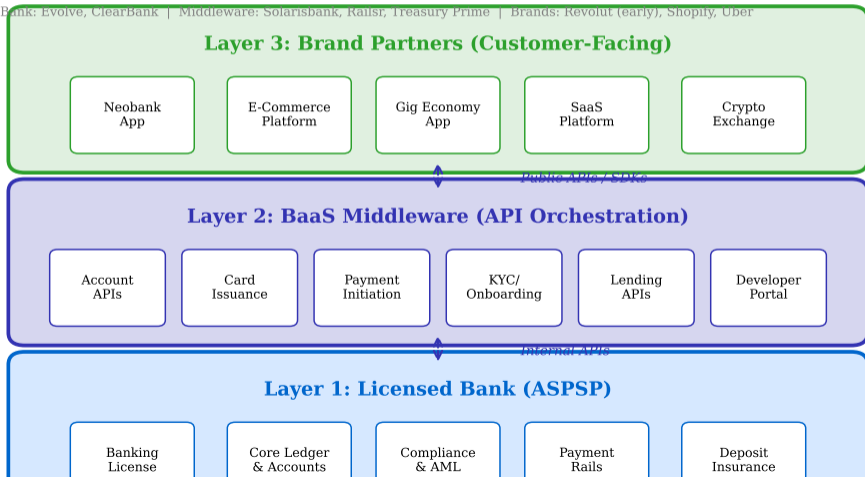 Bank: Evolve, ClearBank | Middleware: Solarisbank, Railsr, Treasury Prime | Brands: Revolut (early), Shopify, Uber
Layer 3: Brand Partners (Customer-Facing)
Neobank
App
E-Commerce
Platform
Gig Economy
App
SaaS
Platform
Crypto
Exchange
Public APIs / SDKs
Layer 2: BaaS Middleware (API Orchestration)
Account
APIs
Card
Issuance
Payment
Initiation
KYC/
Onboarding
Lending
APIs
Developer
Portal
Internal APIs
Layer 1: Licensed Bank (ASPSP)
Banking
License
Core Ledger
& Accounts
Compliance
& AML
Payment
Rails
Deposit
Insurance